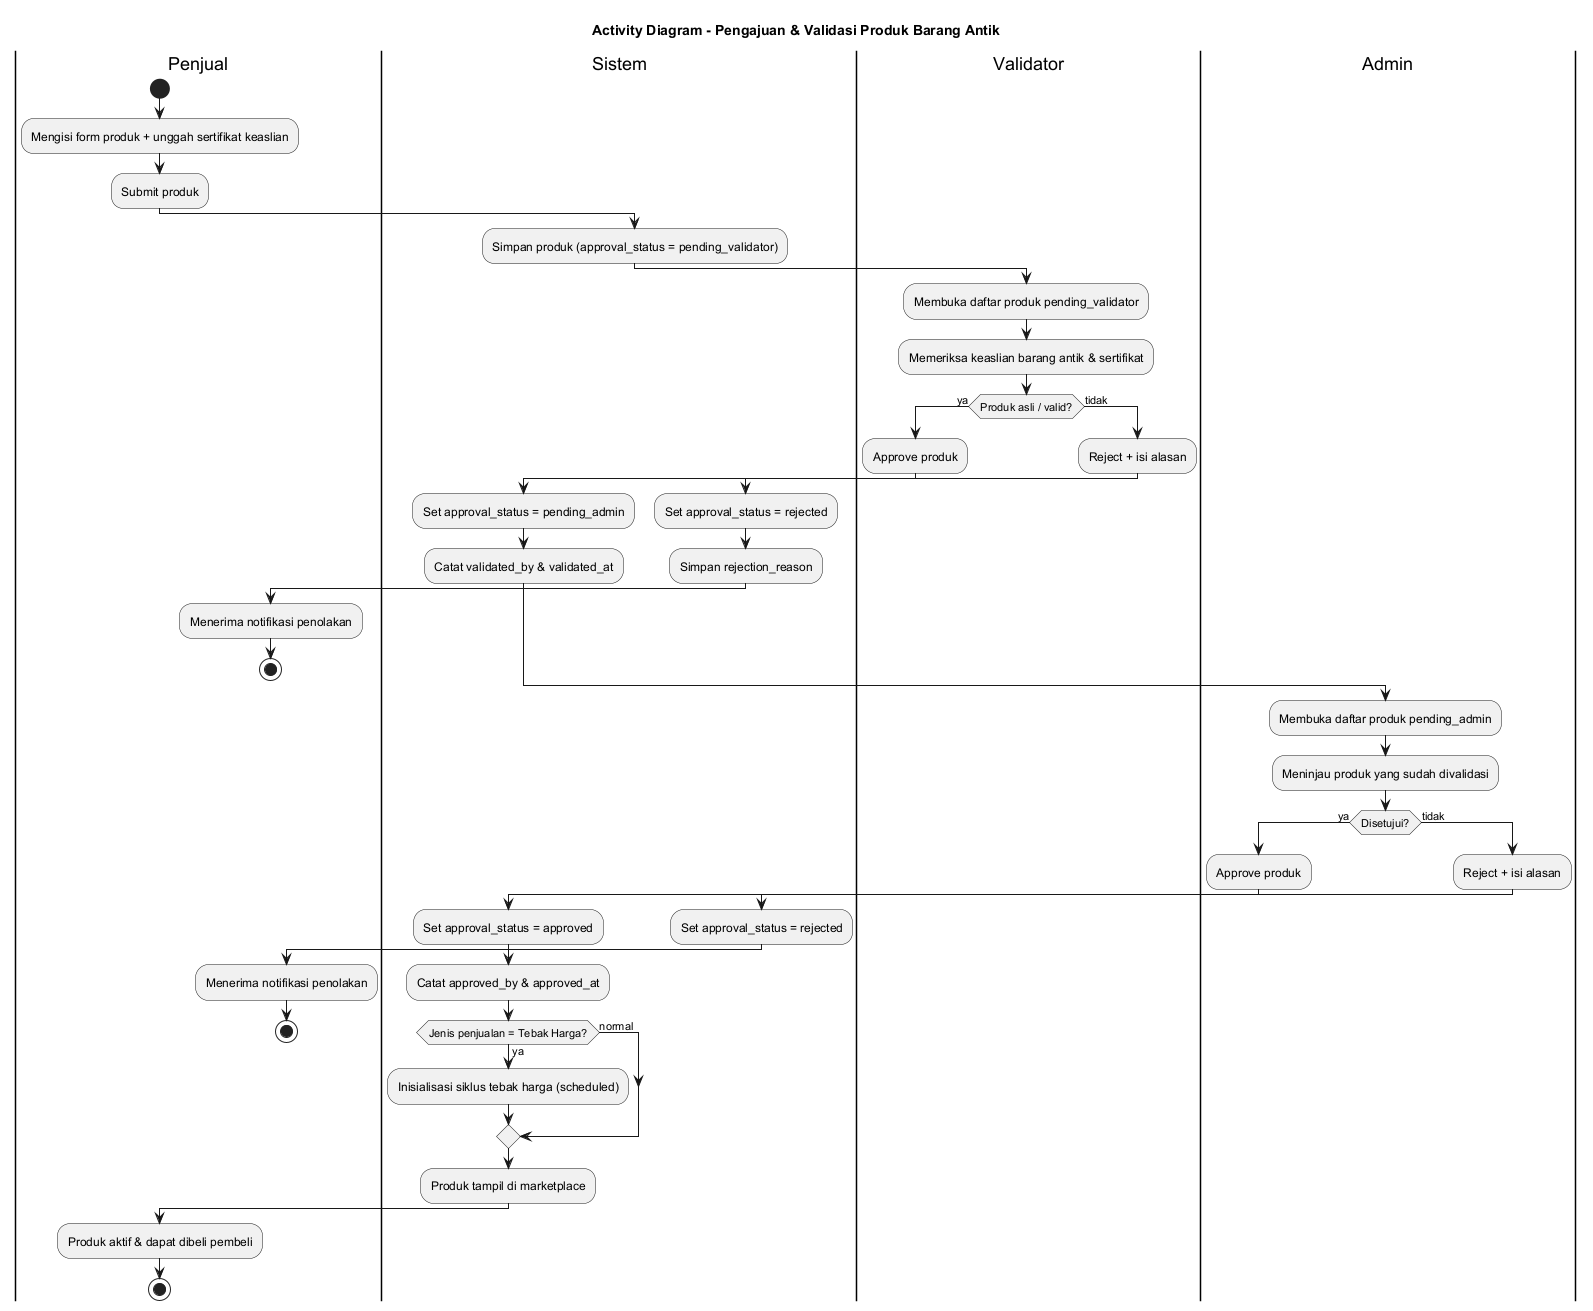 Activity Diagram - Pengajuan & Validasi Produk Barang Antik
Penjual
Sistem
Validator
Admin
Mengisi form produk + unggah sertifikat keaslian
Submit produk
Simpan produk (approval_status = pending_validator)
Membuka daftar produk pending_validator
Memeriksa keaslian barang antik & sertifikat
ya
Produk asli / valid?
tidak
Approve produk
Reject + isi alasan
Set approval_status = pending_admin
Set approval_status = rejected
Catat validated_by & validated_at
Simpan rejection_reason
Menerima notifikasi penolakan
Membuka daftar produk pending_admin
Meninjau produk yang sudah divalidasi
ya
Disetujui?
tidak
Approve produk
Reject + isi alasan
Set approval_status = approved
Set approval_status = rejected
Menerima notifikasi penolakan
Catat approved_by & approved_at
Jenis penjualan = Tebak Harga?
normal
ya
Inisialisasi siklus tebak harga (scheduled)
Produk tampil di marketplace
Produk aktif & dapat dibeli pembeli